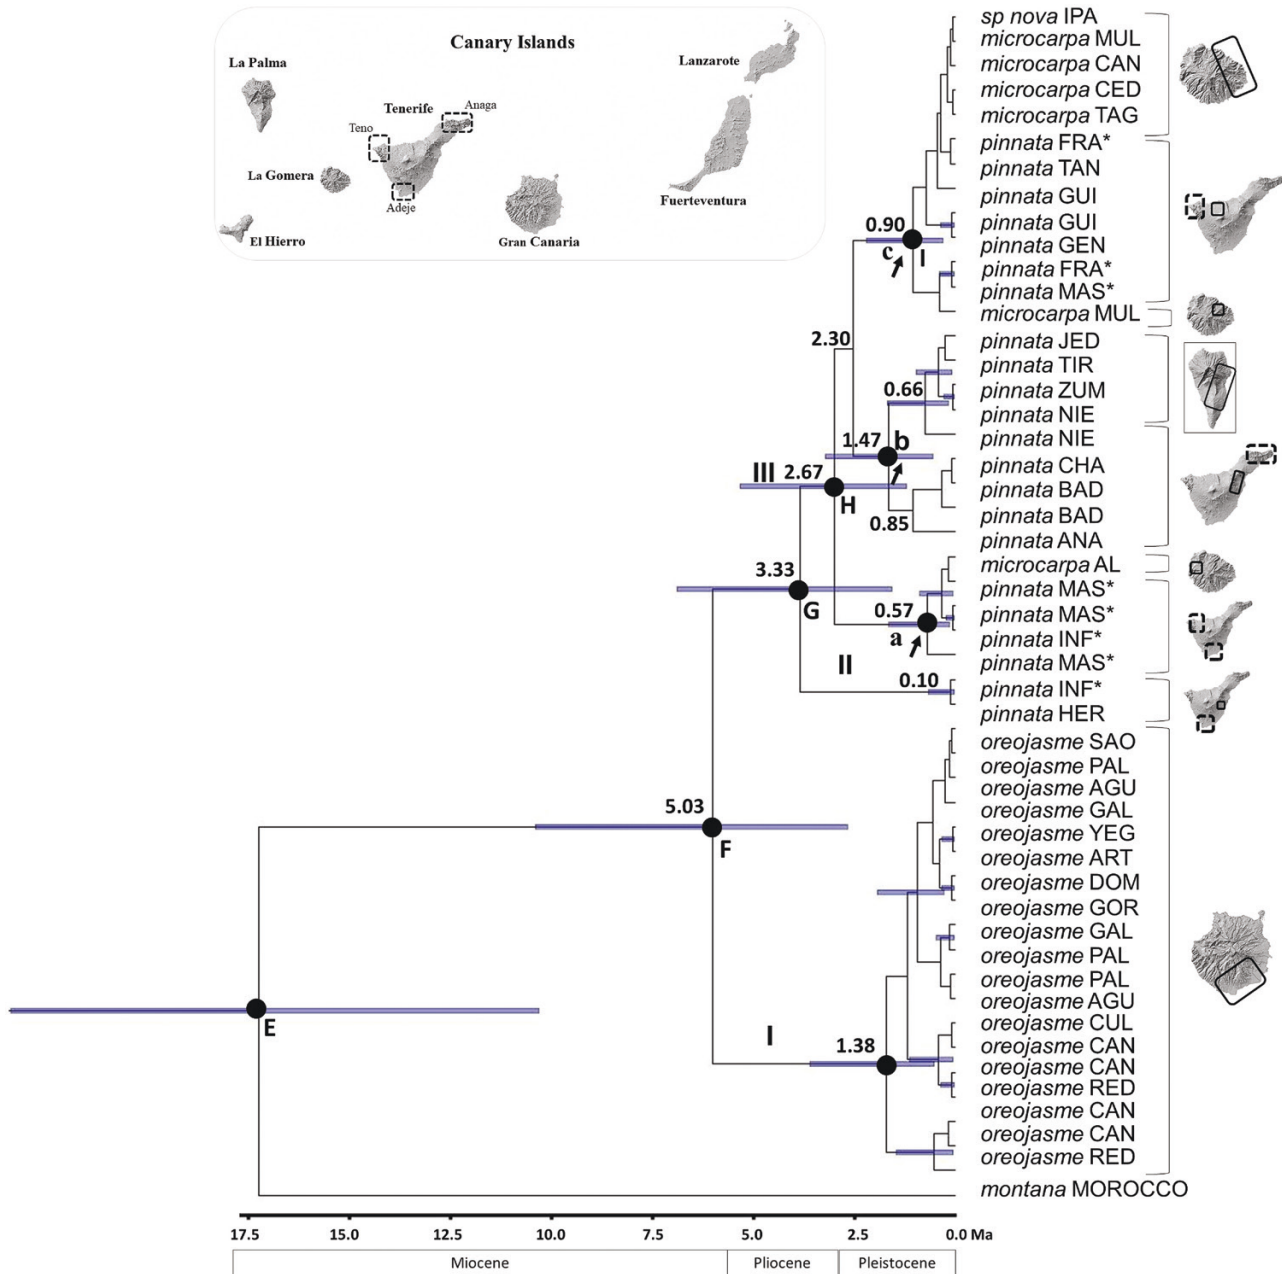 Canary Islands
La Palma
Lanzarote
Tenerife
Anaga
Teno
La Gomera
Adeje
Fuerteventura
El Hierro
Gran Canaria
sp nova IPA
microcarpa MUL
microcarpa CAN
microcarpa CED
microcarpa TAG
pinnata FRA*
pinnata TAN
pinnata GUI
pinnata GUI
pinnata GEN
pinnata FRA*
pinnata MAS*
microcarpa MUL
pinnata JED
pinnata TIR
pinnata ZUM
pinnata NIE
pinnata NIE
pinnata CHA
pinnata BAD
pinnata BAD
pinnata ANA
microcarpa AL
pinnata MAS*
pinnata MAS*
pinnata INF*
pinnata MAS*
pinnata INF*
pinnata HER
oreojasme SAO
oreojasme PAL
oreojasme AGU
oreojasme GAL
oreojasme YEG
oreojasme ART
oreojasme DOM
oreojasme GOR
oreojasme GAL
oreojasme PAL
oreojasme PAL
oreojasme AGU
oreojasme CUL
oreojasme CAN
oreojasme CAN
oreojasme RED
oreojasme CAN
oreojasme CAN
oreojasme RED
montana MOROCCO
0.90
c I
2.30
0.66
1.47 b
III 2.67
H
0.85
3.33
G
0.57
a
II
0.10
5.03
F
E
I
1.38
17.5 15.0 12.5 10.0 7.5 5.0 2.5 0.0 Ma
Miocene Pliocene Pleistocene